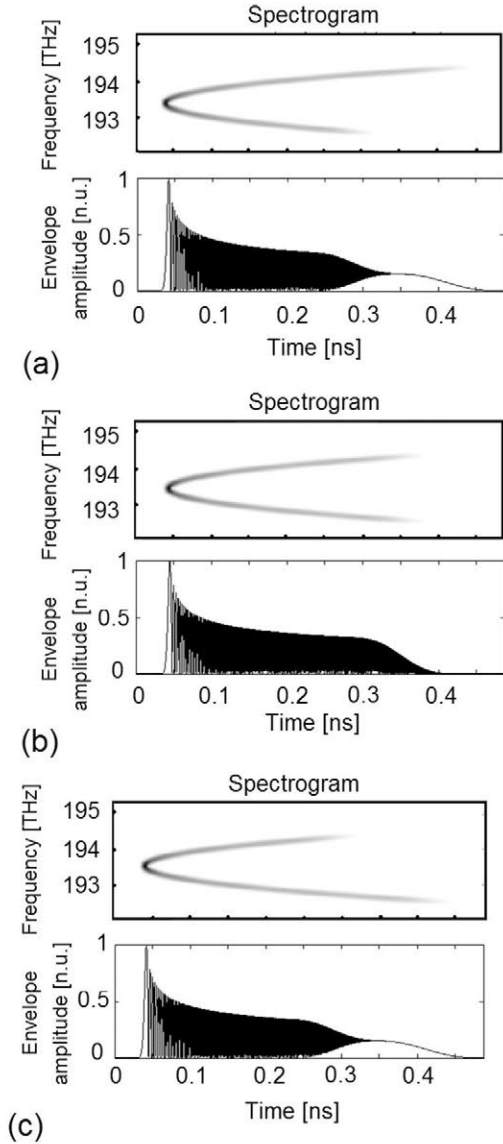 Spectrogram
Frequency [THz]
195
194
193
Envelope
amplitude [n.u.]
1
0.5
0
0
0.1
0.2
0.3
0.4
Time [ns]
(a)
Spectrogram
Frequency [THz]
195
194
193
Envelope
amplitude [n.u.]
1
0.5
0
0
0.1
0.2
0.3
0.4
Time [ns]
(b)
Spectrogram
Frequency [THz]
195
194
193
Envelope
amplitude [n.u.]
1
0.5
0
0
0.1
0.2
0.3
0.4
Time [ns]
(c)